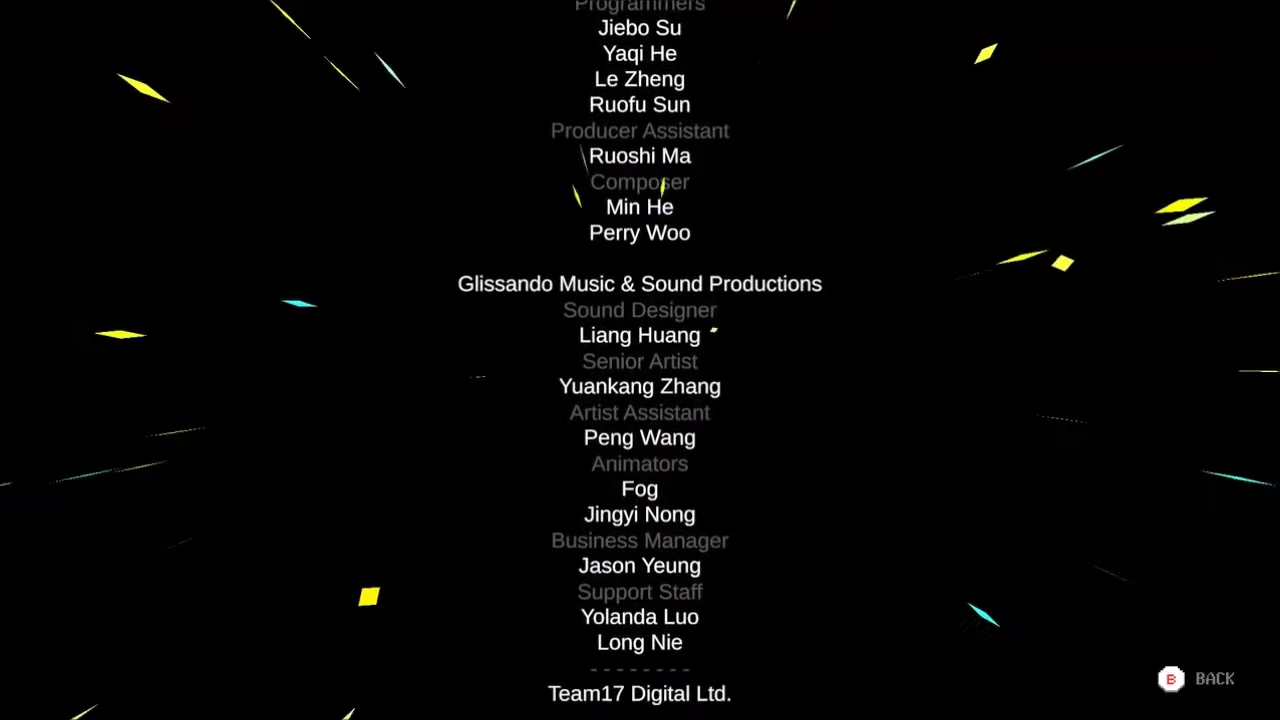 Programmers
Jiebo Su
Yaqi He
Le Zheng
Ruofu Sun
Producer Assistant
Ruoshi Ma
Composer
Min He
Perry Woo
Glissando Music & Sound Productions
Sound Designer
Liang Huang
Senior Artist
Yuankang Zhang
Artist Assistant
Peng Wang
Animators
Fog
Jingyi Nong
Business Manager
Jason Yeung
Support Staff
Yolanda Luo
Long Nie
--------
Team17 Digital Ltd.
B BACK